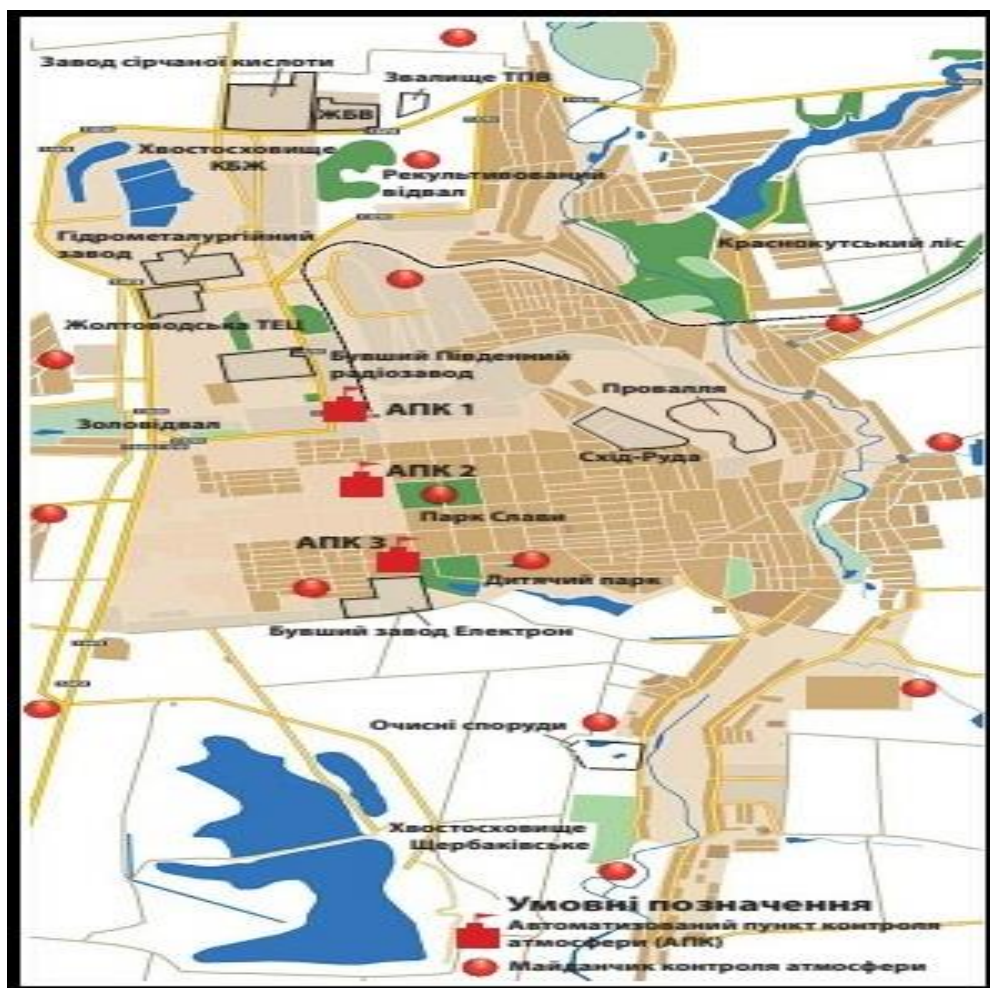 Завод сірчаної кислоти
Звалище ТПВ
ЖБВ
Хвостосховище
КБЖ
Рекультивований
відвал
Гідрометалургійний
завод
Краснокутський ліс
Жолтоводська ТЕЦ
Бувший Південний
радіозавод
Провалля
АПК 1
Золовідвал
Схід-Руда
АПК 2
Парк Слави
АПК 3
Дитячий парк
Бувший завод Електрон
Очисні споруди
Хвостосховище
Щербаківське
Умовні позначення
Автоматизований пункт контроля
атмосфери (АПК)
Майданчик контроля атмосфери